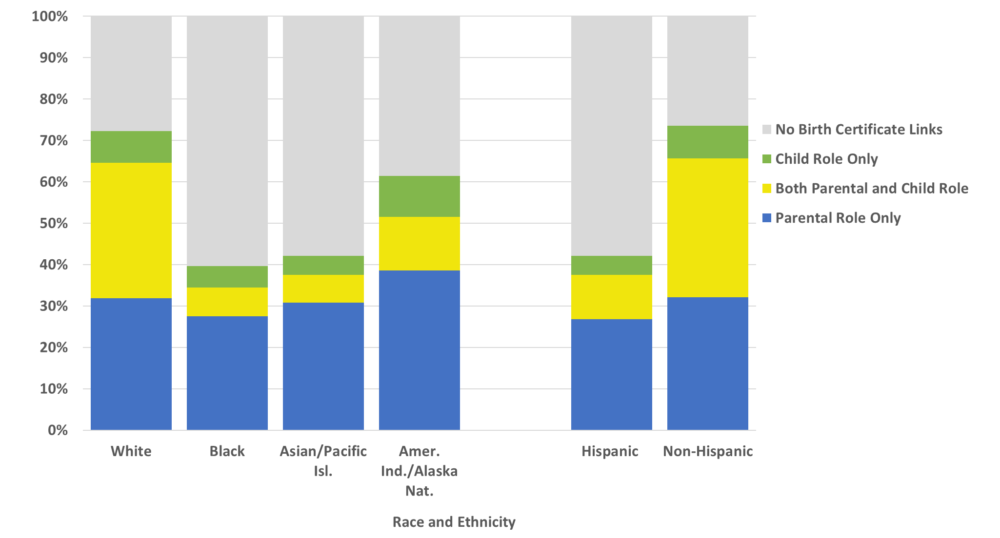 100%
90%
80%
70%
60%
50%
40%
30%
20%
10%
0%
White
Black
Asian/Pacific
Isl.
Amer.
Ind./Alaska
Nat.
Hispanic
Non-Hispanic
Race and Ethnicity
No Birth Certificate Links
Child Role Only
Both Parental and Child Role
Parental Role Only